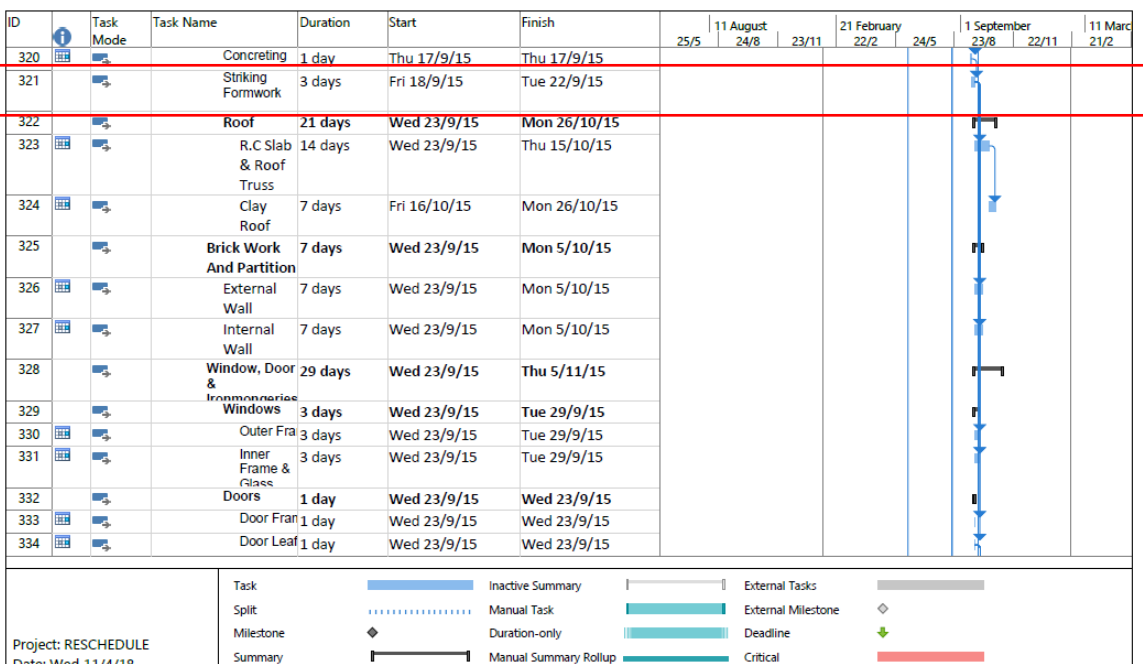 ID Task Mode Task Name Duration Start Finish 11 August 21 February 1 September 11 Marc
25/5 24/8 23/11 22/2 24/5 23/8 22/11 21/2
320 Concreting 1 day Thu 17/9/15 Thu 17/9/15
321 Striking Formwork 3 days Fri 18/9/15 Tue 22/9/15
322 Roof 21 days Wed 23/9/15 Mon 26/10/15
323 R.C Slab & Roof Truss 14 days Wed 23/9/15 Thu 15/10/15
324 Clay Roof 7 days Fri 16/10/15 Mon 26/10/15
325 Brick Work And Partition 7 days Wed 23/9/15 Mon 5/10/15
326 External Wall 7 days Wed 23/9/15 Mon 5/10/15
327 Internal Wall 7 days Wed 23/9/15 Mon 5/10/15
328 Window, Door & Ironmongeries 29 days Wed 23/9/15 Thu 5/11/15
329 Windows 3 days Wed 23/9/15 Tue 29/9/15
330 Outer Fra 3 days Wed 23/9/15 Tue 29/9/15
331 Inner Frame & Glass 3 days Wed 23/9/15 Tue 29/9/15
332 Doors 1 day Wed 23/9/15 Wed 23/9/15
333 Door Fran 1 day Wed 23/9/15 Wed 23/9/15
334 Door Leaf 1 day Wed 23/9/15 Wed 23/9/15
Task Inactive Summary External Tasks
Split Manual Task External Milestone
Milestone Duration-only Deadline
Project: RESCHEDULE
Summary Manual Summary Rollup Critical
Date: Wed 11/4/18